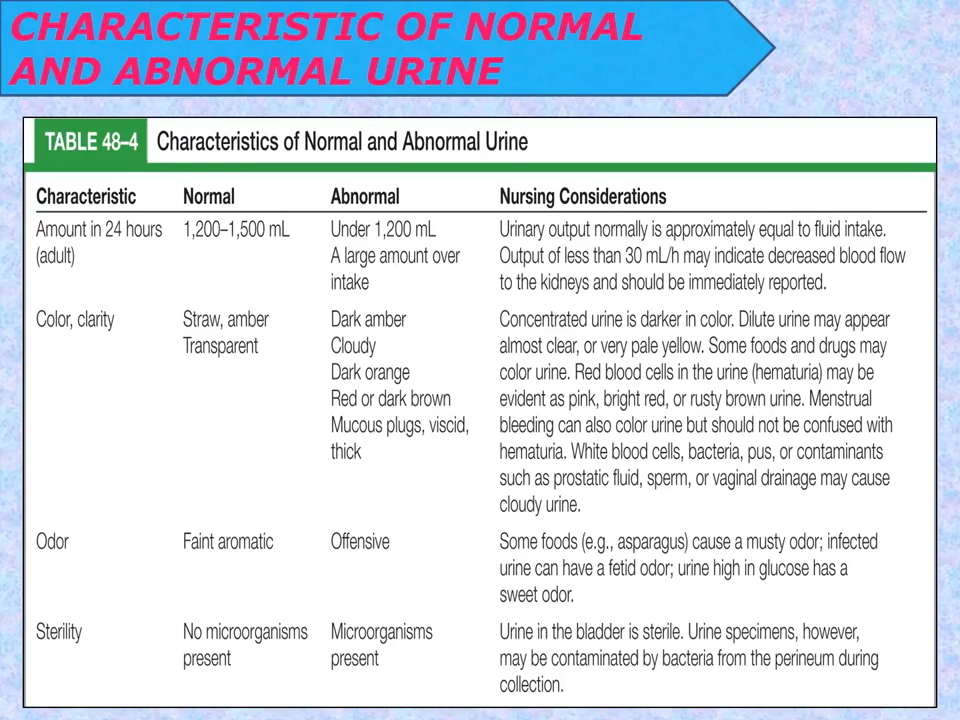 CHARACTERISTIC OF NORMAL
AND ABNORMAL URINE
TABLE 48–4 Characteristics of Normal and Abnormal Urine
Characteristic Normal Abnormal Nursing Considerations
Amount in 24 hours 1,200–1,500 mL Under 1,200 mL Urinary output normally is approximately equal to fluid intake.
(adult) A large amount over Output of less than 30 mL/h may indicate decreased blood flow
intake to the kidneys and should be immediately reported.
Color, clarity Straw, amber Dark amber Concentrated urine is darker in color. Dilute urine may appear
Transparent Cloudy almost clear, or very pale yellow. Some foods and drugs may
Dark orange color urine. Red blood cells in the urine (hematuria) may be
Red or dark brown evident as pink, bright red, or rusty brown urine. Menstrual
Mucous plugs, viscid, bleeding can also color urine but should not be confused with
thick hematuria. White blood cells, bacteria, pus, or contaminants
such as prostatic fluid, sperm, or vaginal drainage may cause
cloudy urine.
Odor Faint aromatic Offensive Some foods (e.g., asparagus) cause a musty odor; infected
urine can have a fetid odor; urine high in glucose has a
sweet odor.
Sterility No microorganisms Microorganisms Urine in the bladder is sterile. Urine specimens, however,
present present may be contaminated by bacteria from the perineum during
collection.